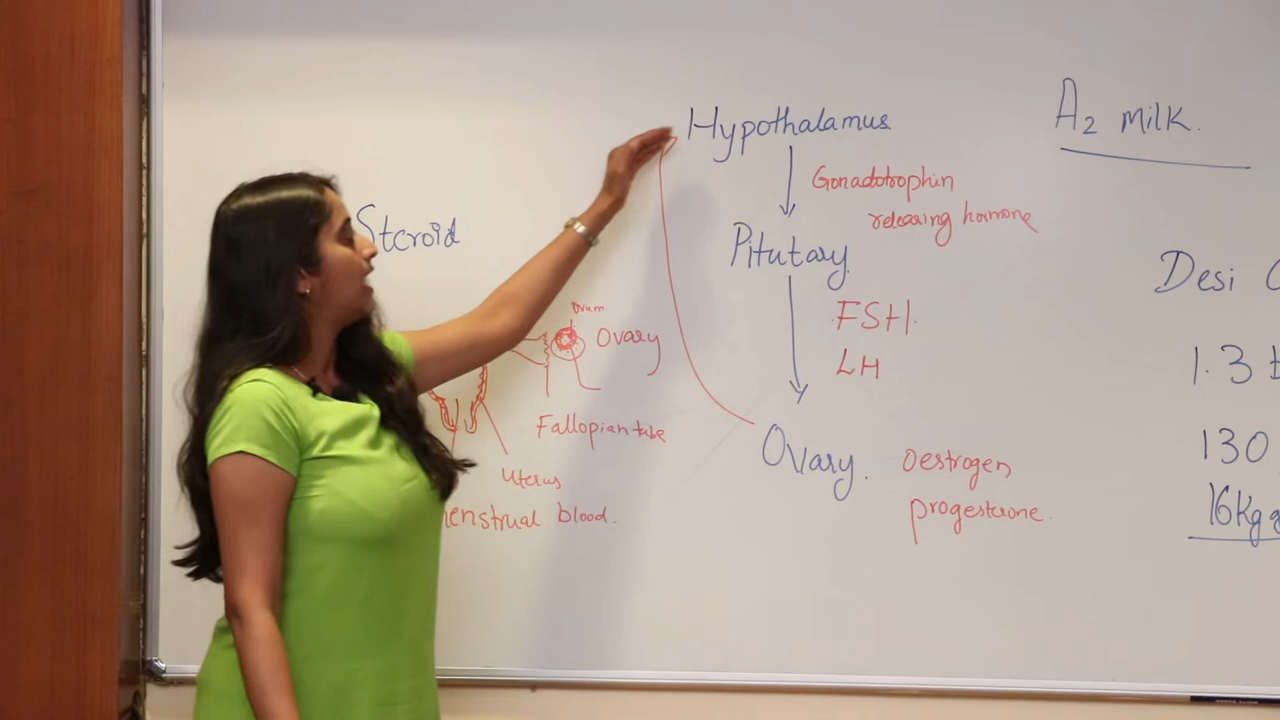 Hypothalamus
Gonadotrophin
releasing hormone
Pitutary
FSH
LH
Ovary
Oestrogen
progesterone
Steroid
Ovum
Ovary
Fallopian tube
Uterus
menstrual blood.
A2 milk.
Desi
1.3
130
16Kg